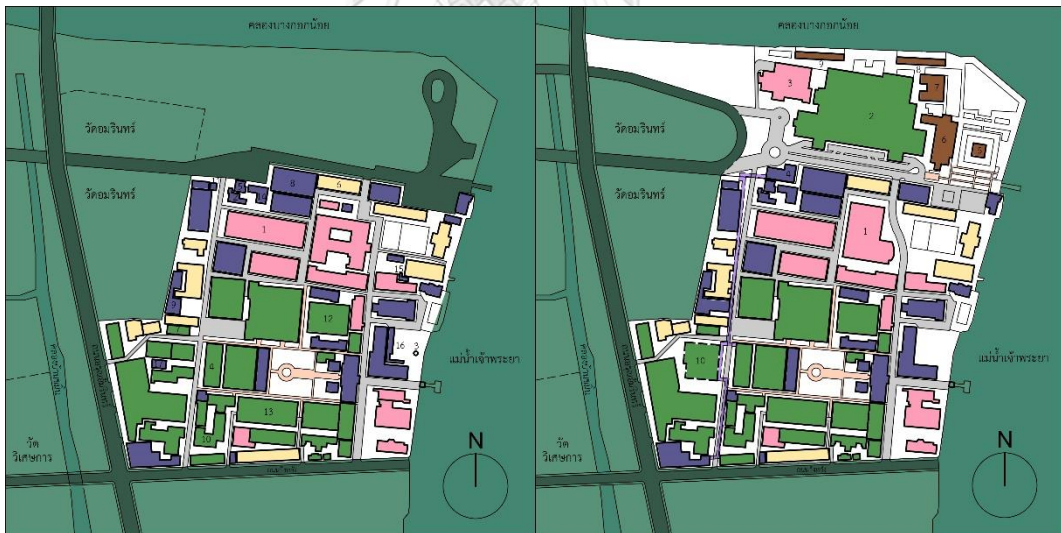 คลองบางกอกน้อย
วัดอมรินทร์
วัดอมรินทร์
8
6
1
9
15
12
16
3
4
13
10
วัด
วิเศษการ
แม่น้ำเจ้าพระยา
N
คลองบางกอกน้อย
9
8
3
7
2
6
5
วัดอมรินทร์
วัดอมรินทร์
4
1
10
วัด
วิเศษการ
แม่น้ำเจ้าพระยา
N